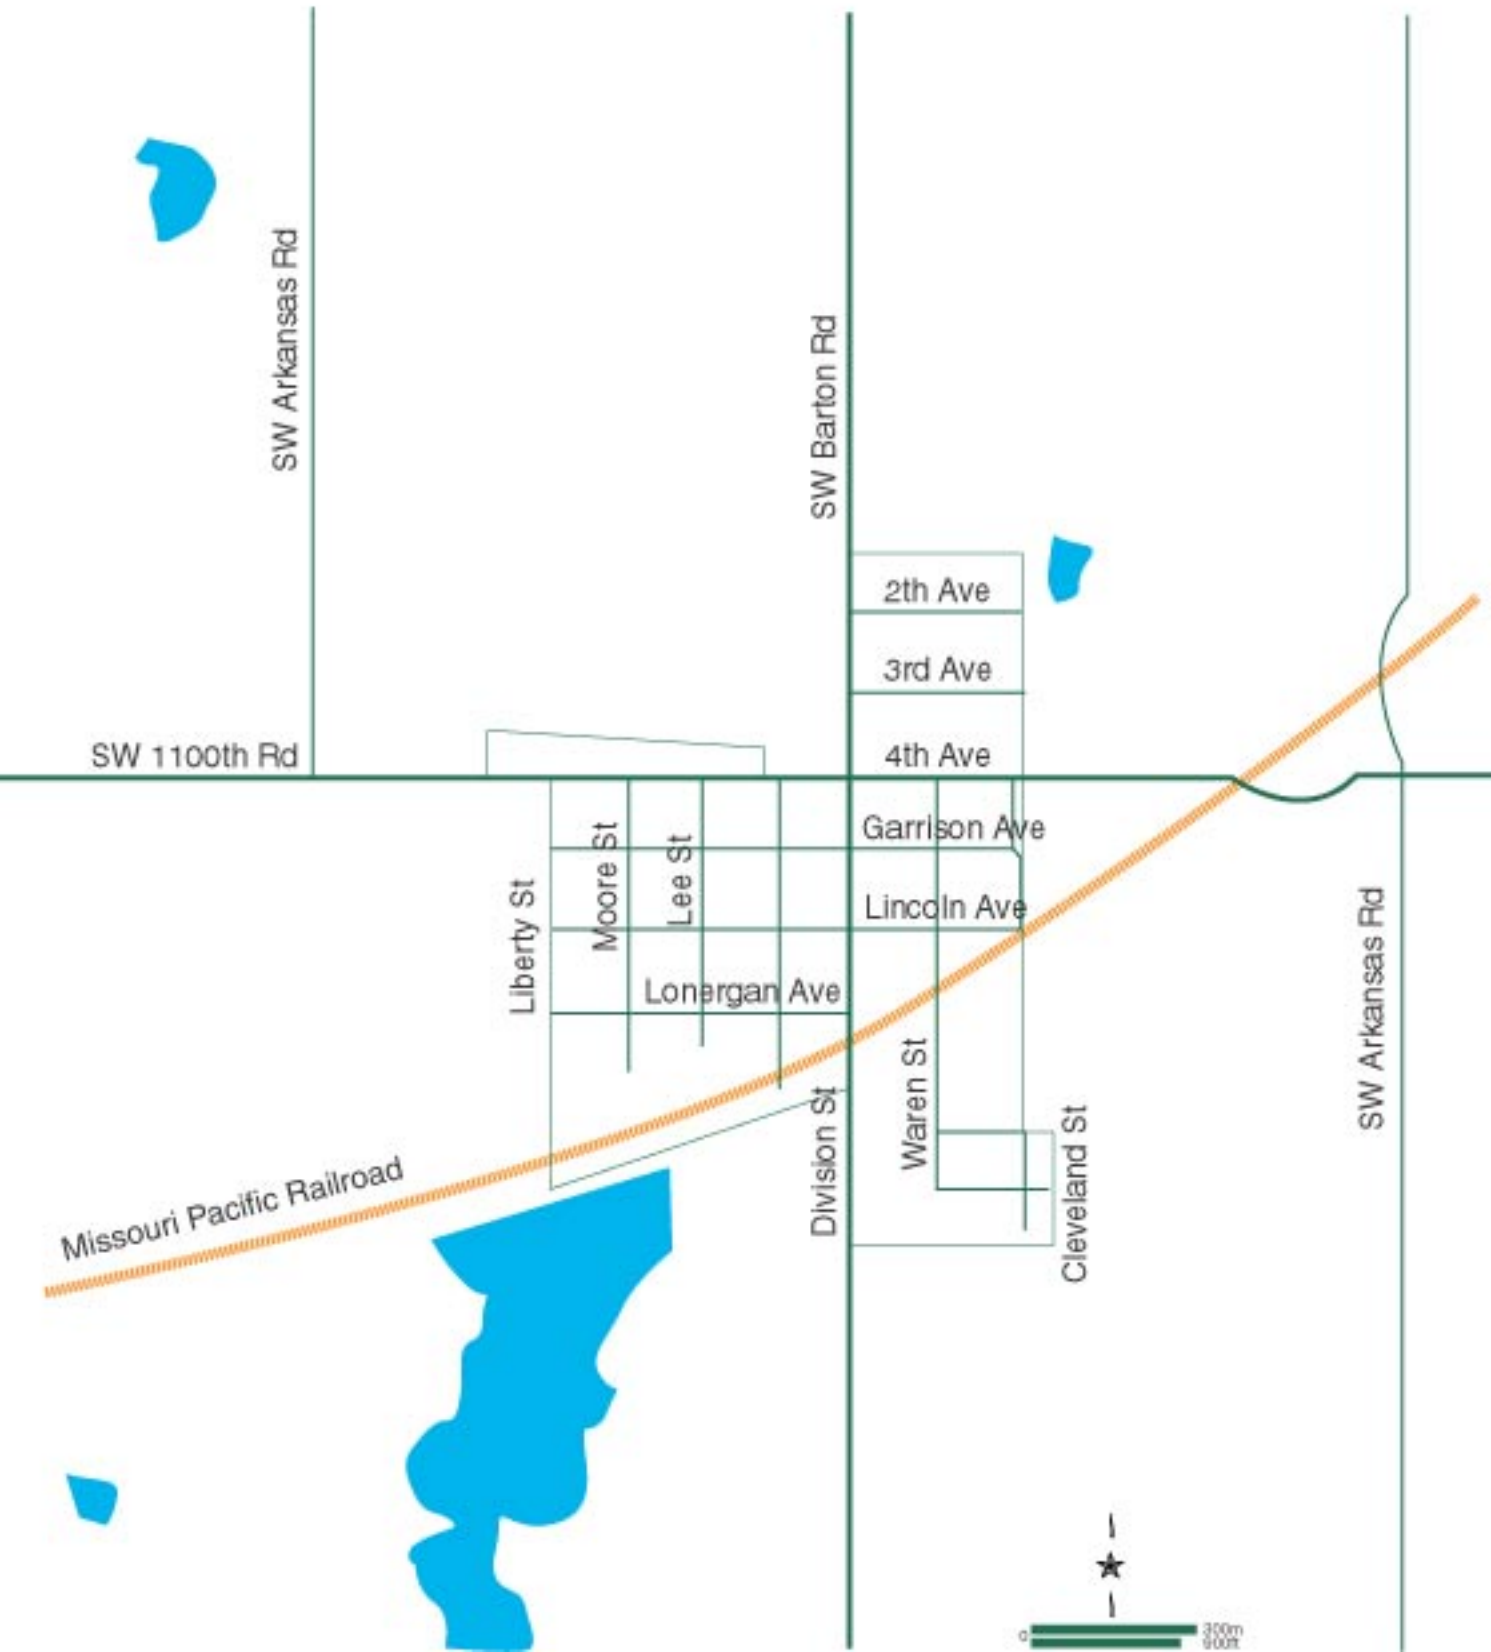 SW Arkansas Rd
SW Barton Rd
2th Ave
3rd Ave
SW 1100th Rd
4th Ave
Garrison Ave
Moore St
Lee St
Liberty St
Lincoln Ave
Lonergan Ave
SW Arkansas Rd
Waren St
Division St
Cleveland St
Missouri Pacific Railroad
0
300m
900ft